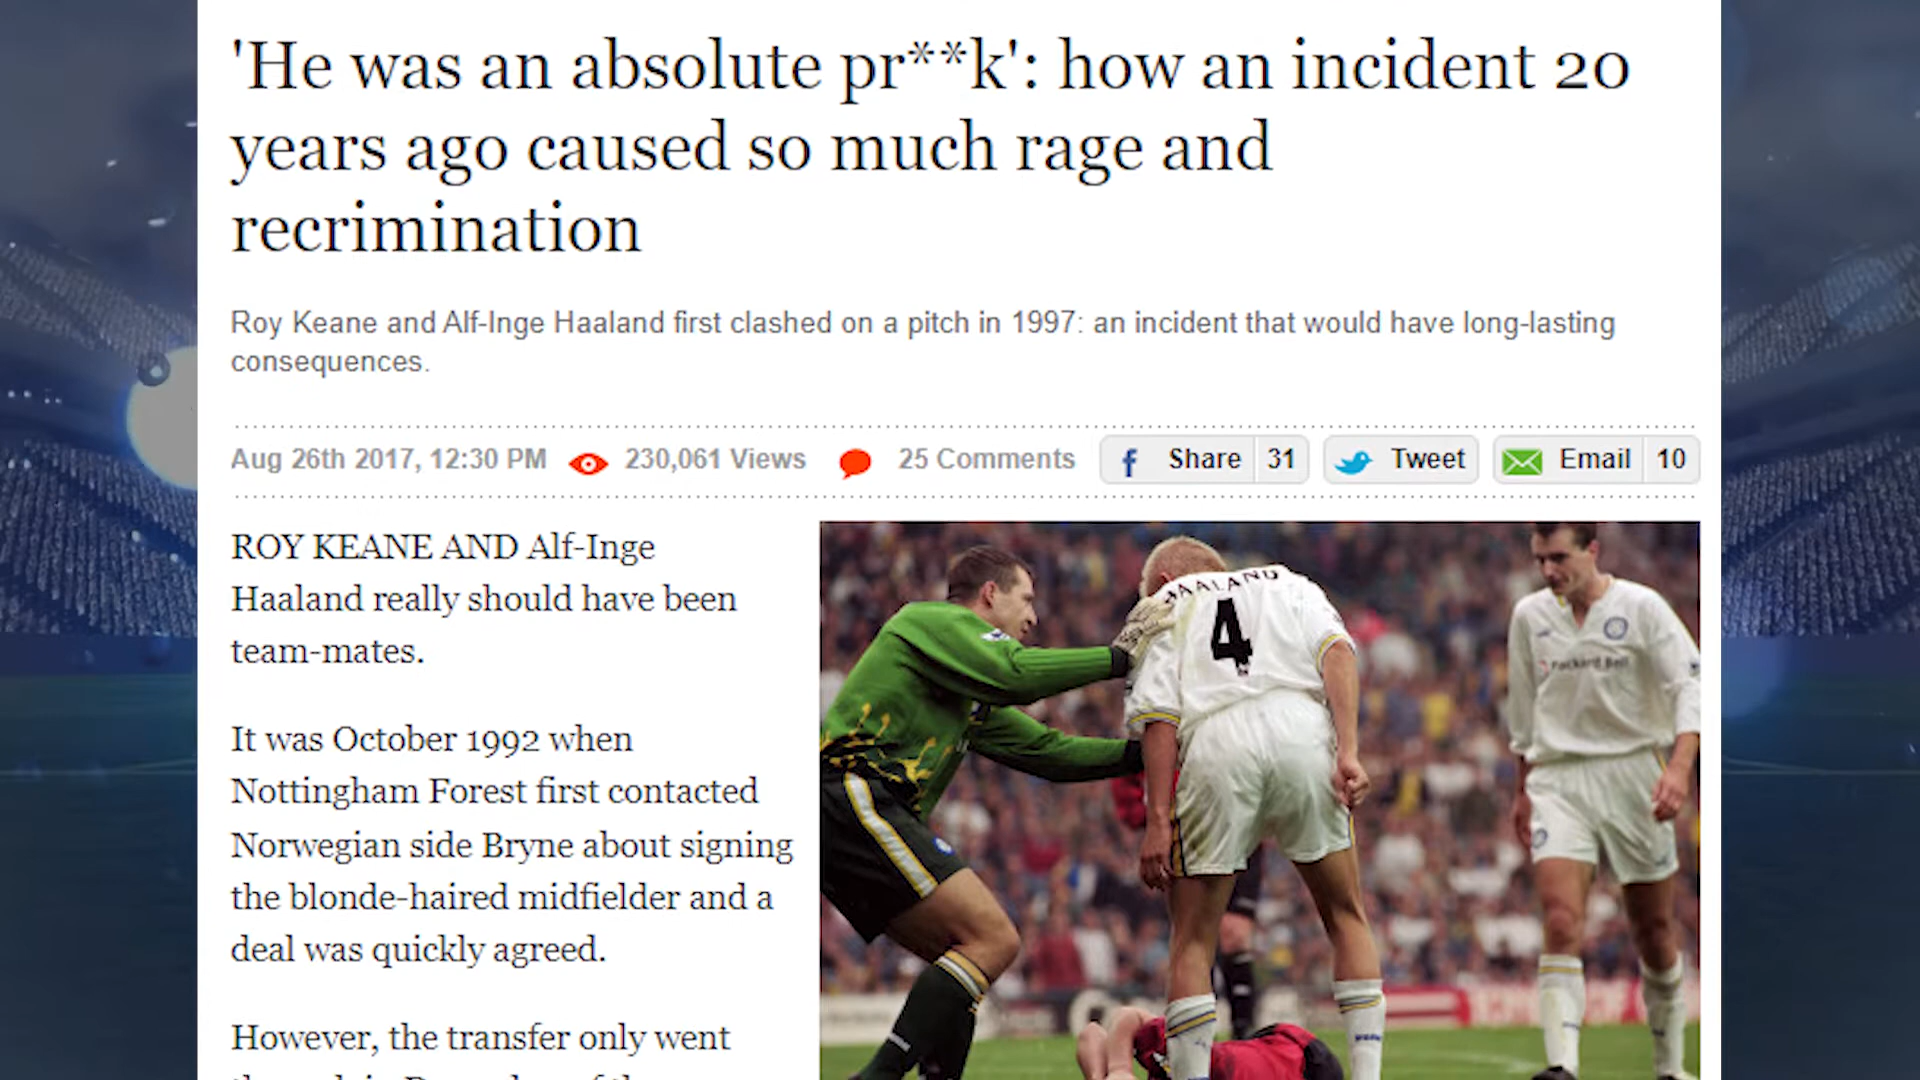 'He was an absolute pr**k': how an incident 20
years ago caused so much rage and
recrimination
Roy Keane and Alf-Inge Haaland first clashed on a pitch in 1997: an incident that would have long-lasting
consequences.
Aug 26th 2017, 12:30 PM 230,061 Views 25 Comments Share 31 Tweet Email 10
ROY KEANE AND Alf-Inge
Haaland really should have been
team-mates.
It was October 1992 when
Nottingham Forest first contacted
Norwegian side Bryne about signing
the blonde-haired midfielder and a
deal was quickly agreed.
However, the transfer only went
HAALAND
4
Packard Bell